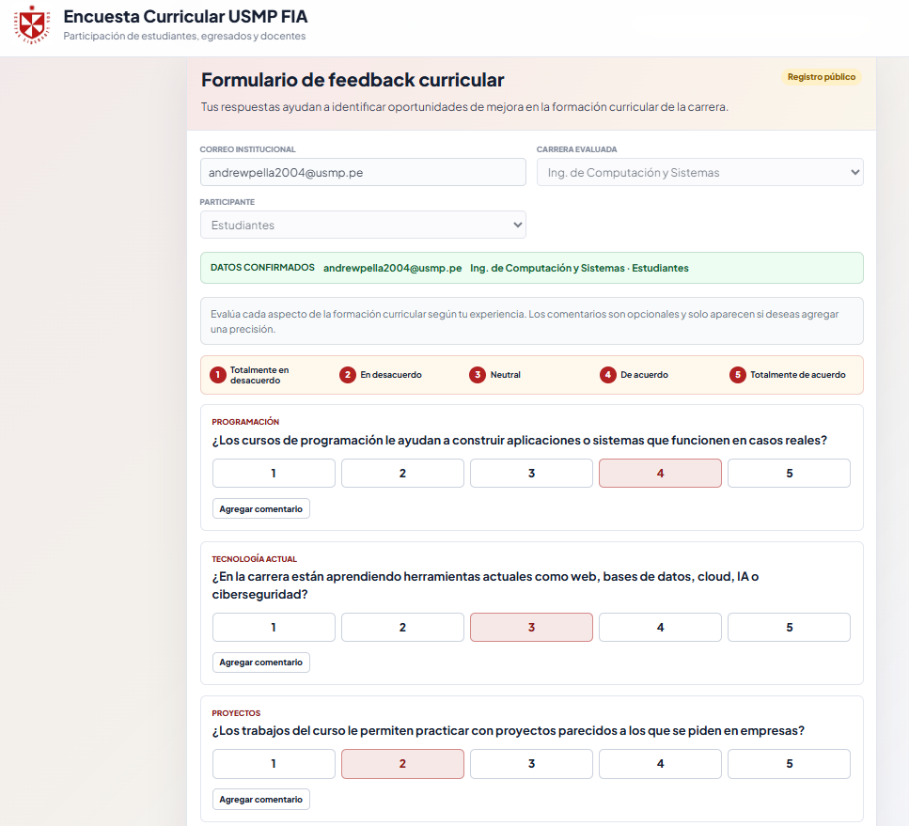 Encuesta Curricular USMP FIA
Participación de estudiantes, egresados y docentes
Formulario de feedback curricular
Registro público
Tus respuestas ayudan a identificar oportunidades de mejora en la formación curricular de la carrera.
CORREO INSTITUCIONAL
CARRERA EVALUADA
andrewpella2004@usmp.pe
Ing. de Computación y Sistemas
PARTICIPANTE
Estudiantes
DATOS CONFIRMADOS andrewpella2004@usmp.pe Ing. de Computación y Sistemas · Estudiantes
Evalúa cada aspecto de la formación curricular según tu experiencia. Los comentarios son opcionales y solo aparecen si deseas agregar
una precisión.
1 Totalmente en
desacuerdo
2 En desacuerdo
3 Neutral
4 De acuerdo
5 Totalmente de acuerdo
PROGRAMACIÓN
¿Los cursos de programación le ayudan a construir aplicaciones o sistemas que funcionen en casos reales?
1 2 3 4 5
Agregar comentario
TECNOLOGÍA ACTUAL
¿En la carrera están aprendiendo herramientas actuales como web, bases de datos, cloud, IA o
ciberseguridad?
1 2 3 4 5
Agregar comentario
PROYECTOS
¿Los trabajos del curso le permiten practicar con proyectos parecidos a los que se piden en empresas?
1 2 3 4 5
Agregar comentario